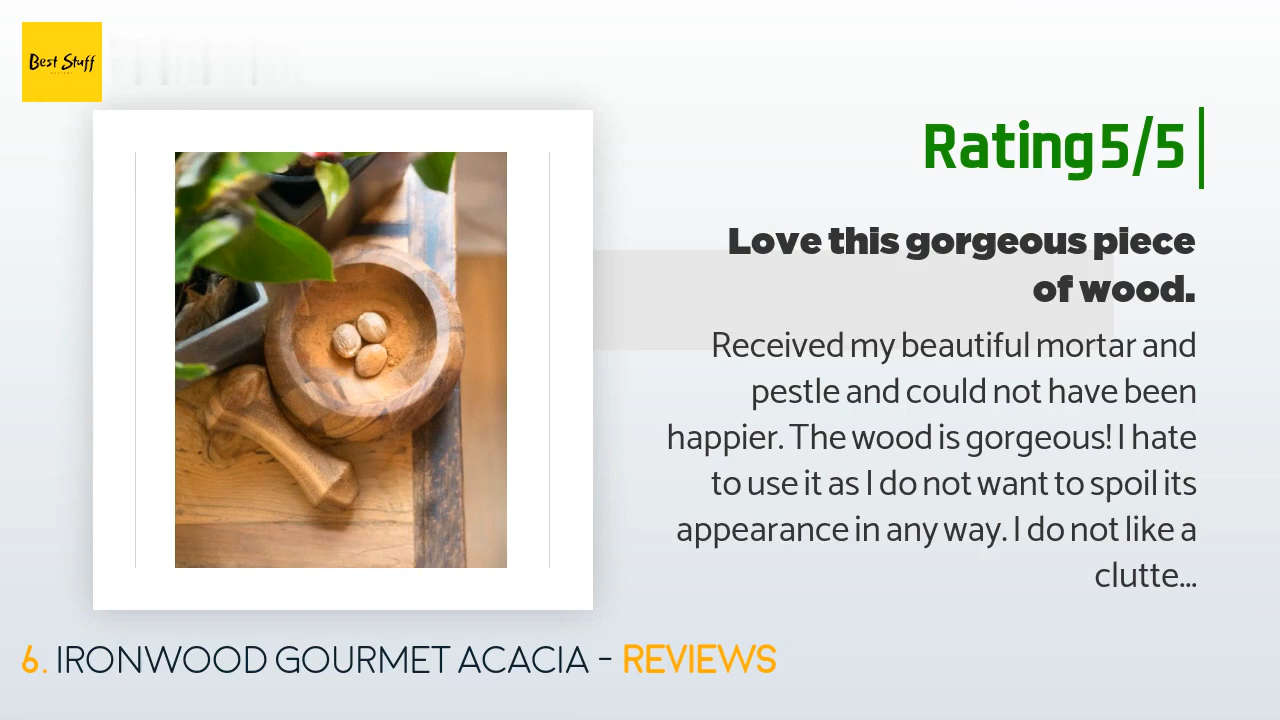 Best Stuff
Rating 5/5
Love this gorgeous piece
of wood.
Received my beautiful mortar and
pestle and could not have been
happier. The wood is gorgeous! I hate
to use it as I do not want to spoil its
appearance in any way. I do not like a
clutte...
6. IRONWOOD GOURMET ACACIA - REVIEWS